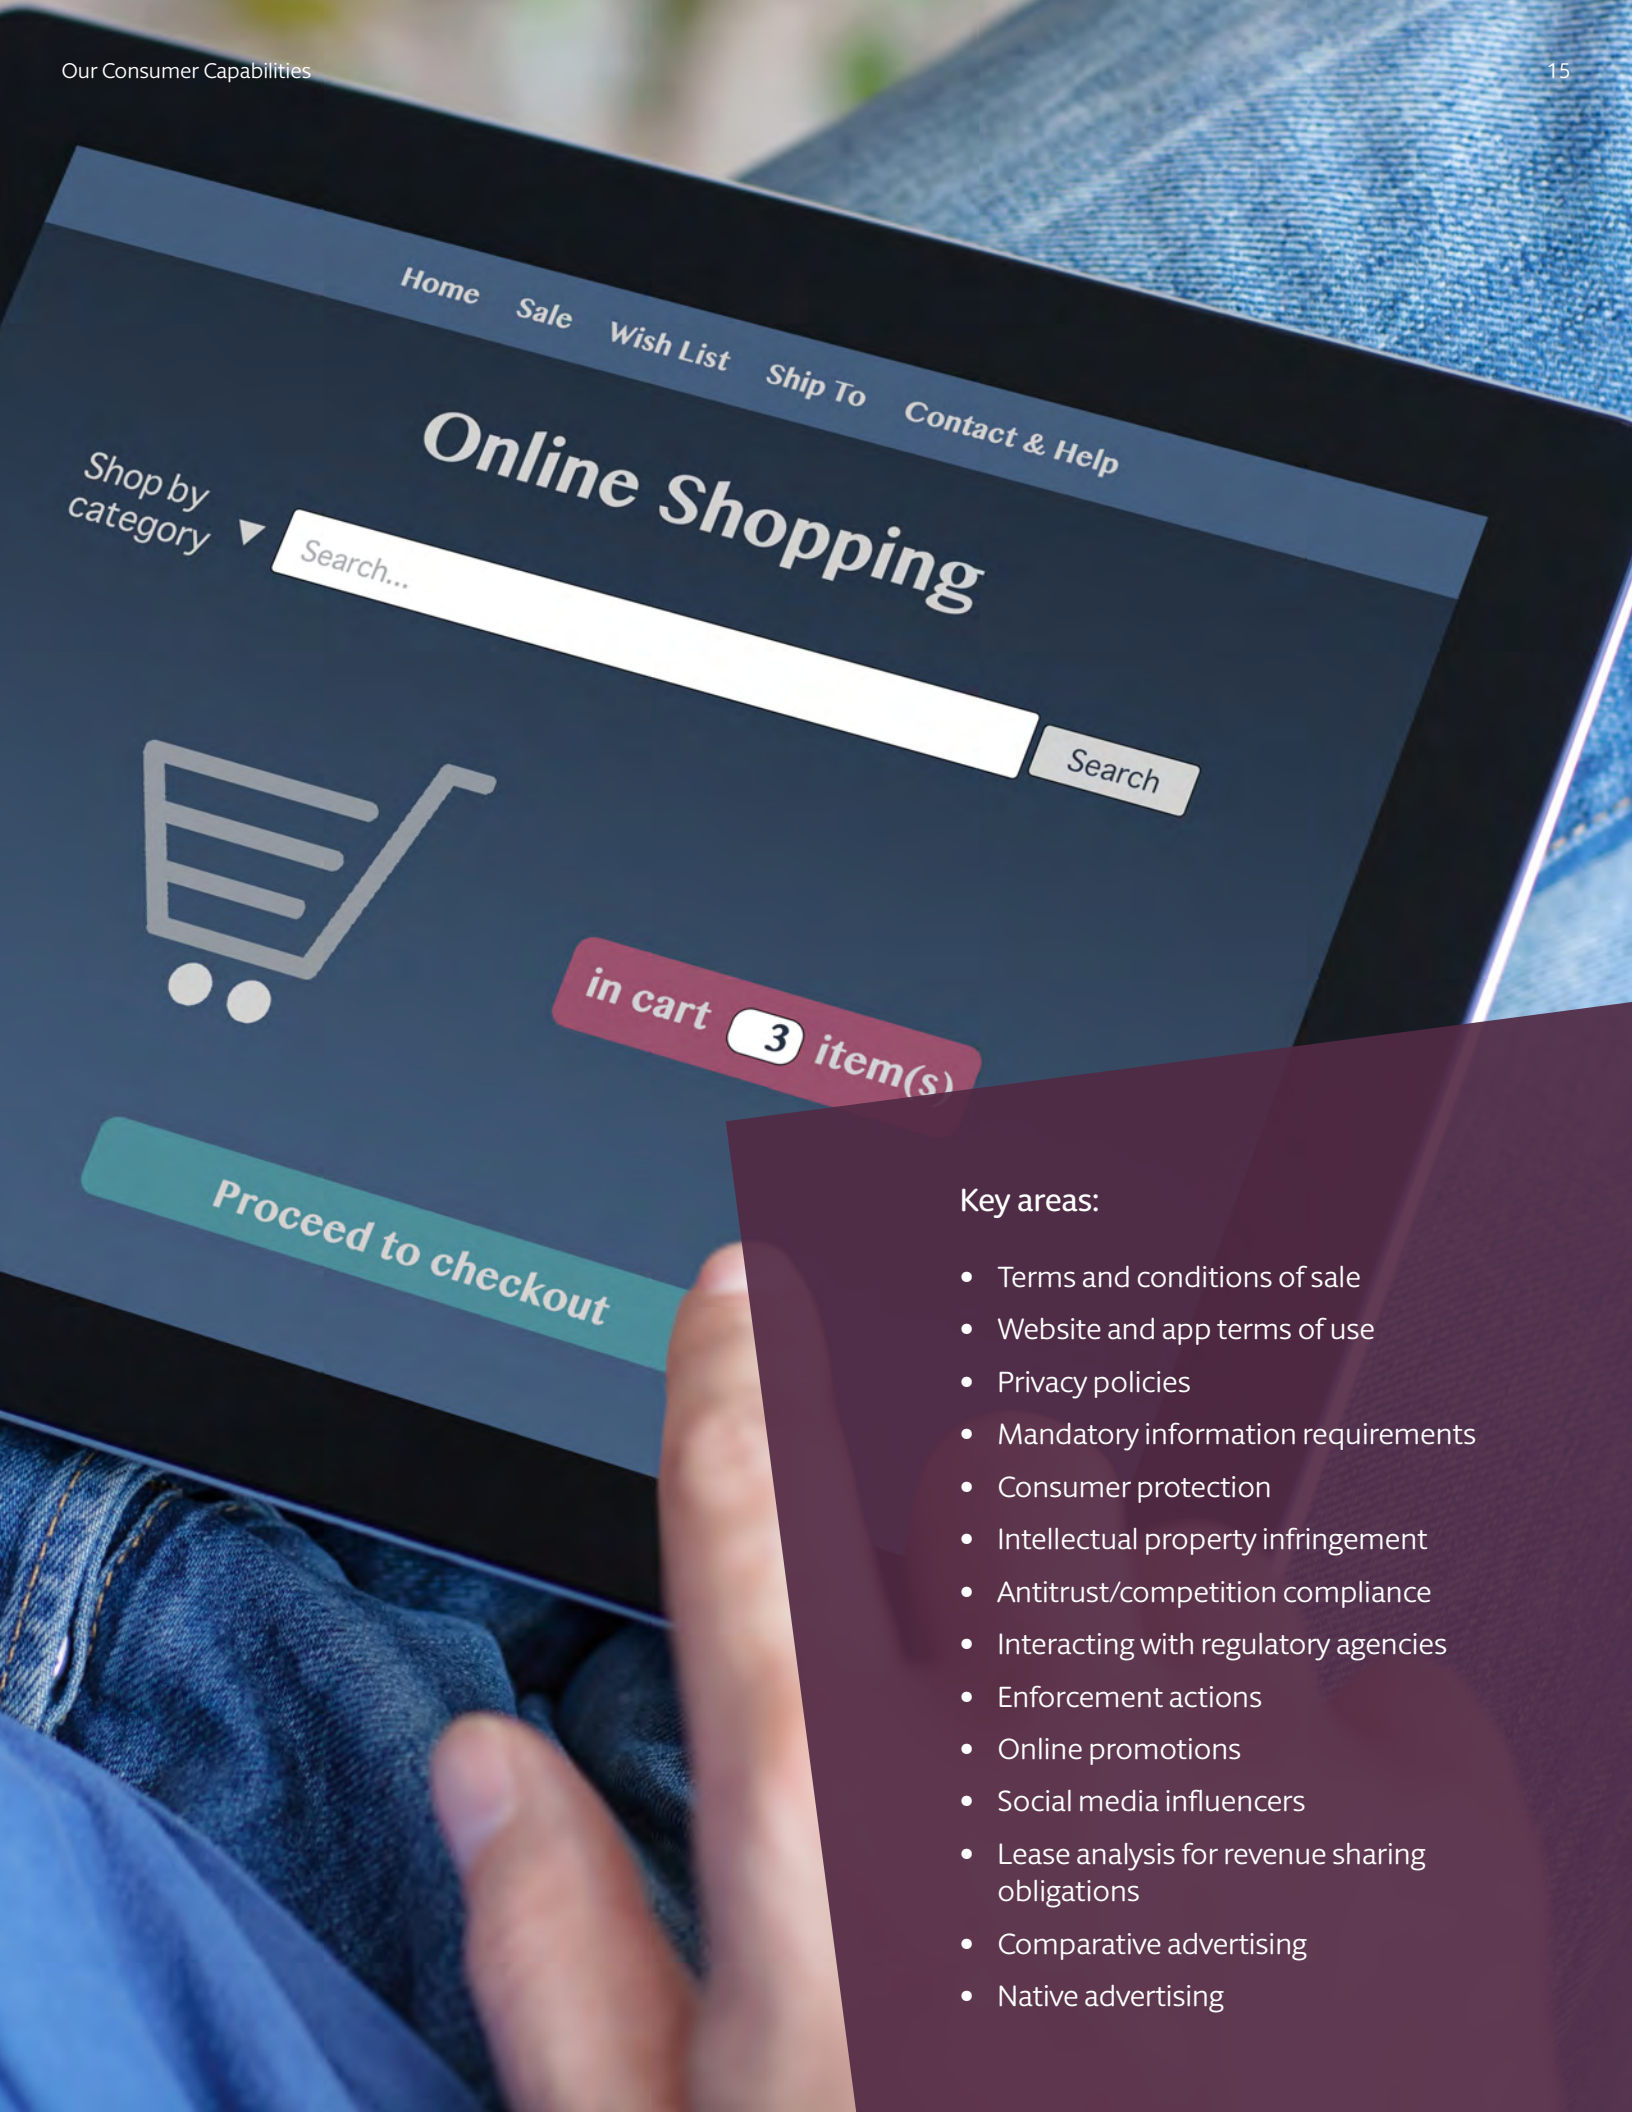 Our Consumer Capabilities
15
Home Sale Wish List Ship To Contact & Help
Online Shopping
Shop by
category
Search...
Search
in cart 3 item(s)
Proceed to checkout
Key areas:
• Terms and conditions of sale
• Website and app terms of use
• Privacy policies
• Mandatory information requirements
• Consumer protection
• Intellectual property infringement
• Antitrust/competition compliance
• Interacting with regulatory agencies
• Enforcement actions
• Online promotions
• Social media influencers
• Lease analysis for revenue sharing
obligations
• Comparative advertising
• Native advertising